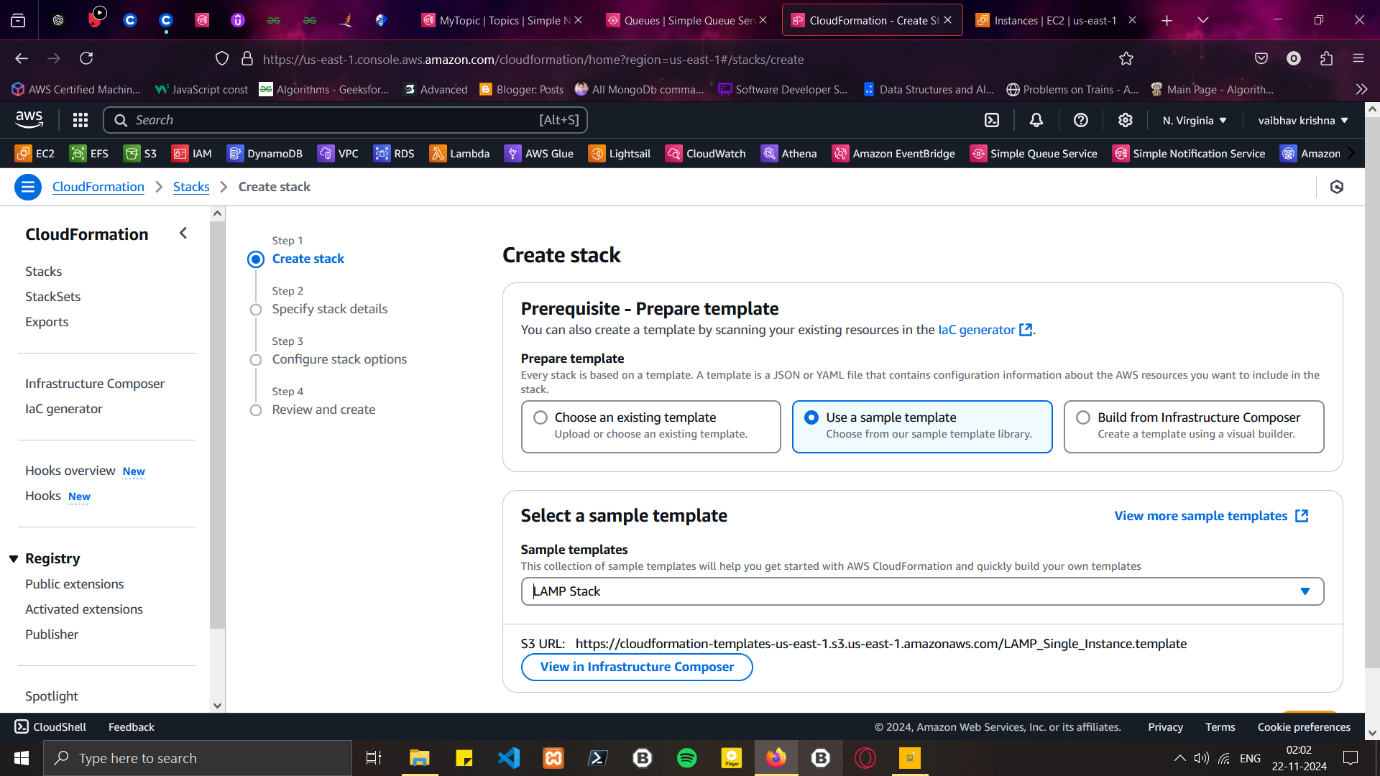 MyTopic | Topics | Simple N
Queues | Simple Queue Serv
CloudFormation - Create St
Instances | EC2 | us-east-1
https://us-east-1.console.aws.amazon.com/cloudformation/home?region=us-east-1#/stacks/create
AWS Certified Machin...
JavaScript const
Algorithms - Geeksfor...
Advanced
Blogger: Posts
All MongoDb comma...
Software Developer S...
Data Structures and Al...
Problems on Trains - A...
Main Page - Algorith...
aws
Search
[Alt+S]
N. Virginia
vaibhav krishna
EC2
EFS
S3
IAM
DynamoDB
VPC
RDS
Lambda
AWS Glue
Lightsail
CloudWatch
Athena
Amazon EventBridge
Simple Queue Service
Simple Notification Service
Amazon
CloudFormation
Stacks
Create stack
CloudFormation
Stacks
StackSets
Exports
Infrastructure Composer
IaC generator
Hooks overview New
Hooks New
Registry
Public extensions
Activated extensions
Publisher
Spotlight
Step 1
Create stack
Step 2
Specify stack details
Step 3
Configure stack options
Step 4
Review and create
Create stack
Prerequisite - Prepare template
You can also create a template by scanning your existing resources in the IaC generator.
Prepare template
Every stack is based on a template. A template is a JSON or YAML file that contains configuration information about the AWS resources you want to include in the
stack.
Choose an existing template
Upload or choose an existing template.
Use a sample template
Choose from our sample template library.
Build from Infrastructure Composer
Create a template using a visual builder.
Select a sample template
View more sample templates
Sample templates
This collection of sample templates will help you get started with AWS CloudFormation and quickly build your own templates
LAMP Stack
S3 URL: https://cloudformation-templates-us-east-1.s3.us-east-1.amazonaws.com/LAMP_Single_Instance.template
View in Infrastructure Composer
CloudShell
Feedback
© 2024, Amazon Web Services, Inc. or its affiliates.
Privacy
Terms
Cookie preferences
Type here to search
ENG
02:02
22-11-2024